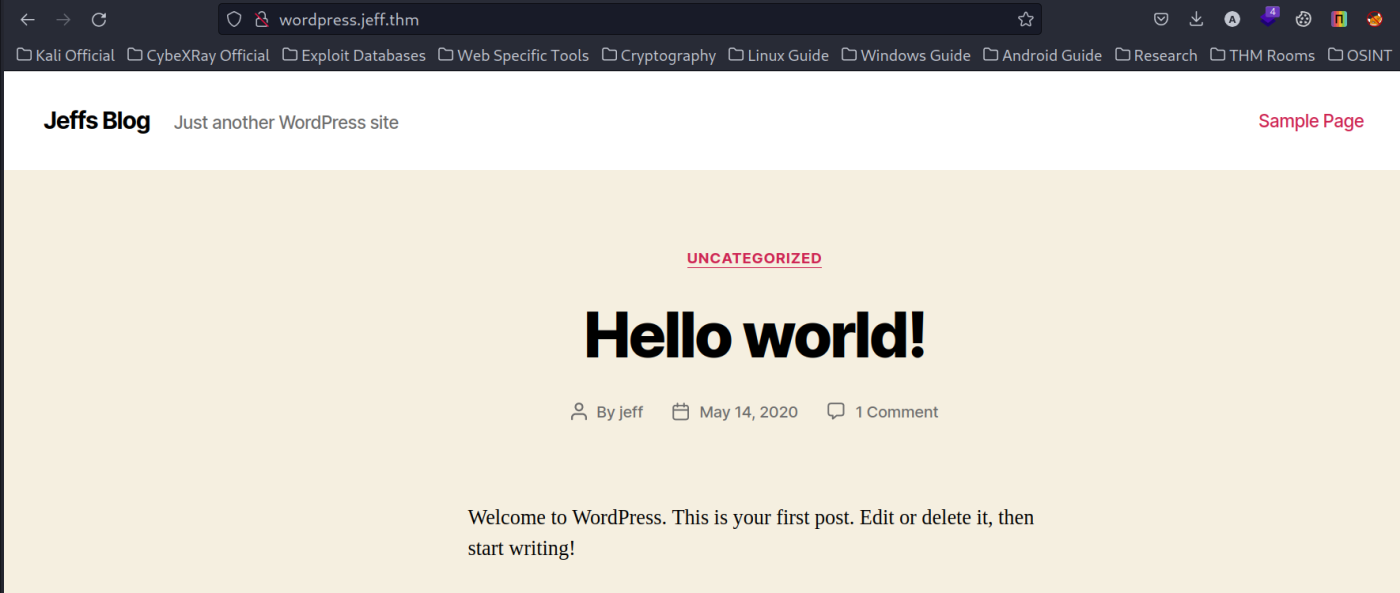 wordpress.jeff.thm
4
Kali Official CybeXRay Official Exploit Databases Web Specific Tools Cryptography Linux Guide Windows Guide Android Guide Research THM Rooms OSINT
Jeffs Blog Just another WordPress site Sample Page
UNCATEGORIZED
Hello world!
By jeff May 14, 2020 1 Comment
Welcome to WordPress. This is your first post. Edit or delete it, then
start writing!